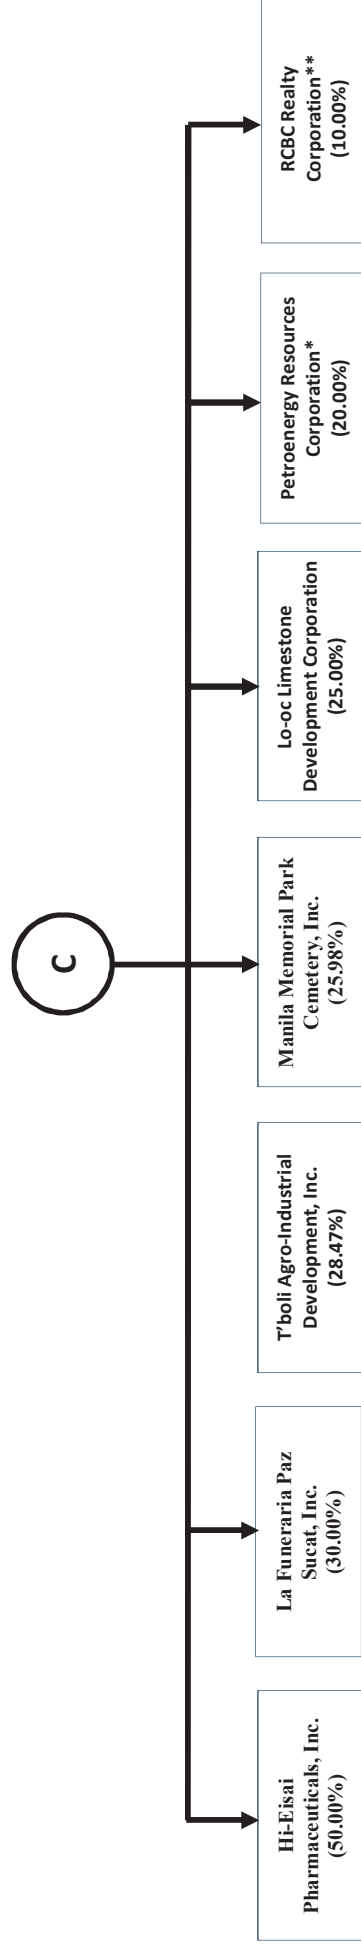 C
Hi-Eisai
Pharmaceuticals, Inc.
(50.00%)
La Funeraria Paz
Sucat, Inc.
(30.00%)
T’boli Agro-Industrial
Development, Inc.
(28.47%)
Manila Memorial Park
Cemetery, Inc.
(25.98%)
Lo-oc Limestone
Development Corporation
(25.00%)
Petroenergy Resources
Corporation*
(20.00%)
RCBC Realty
Corporation**
(10.00%)